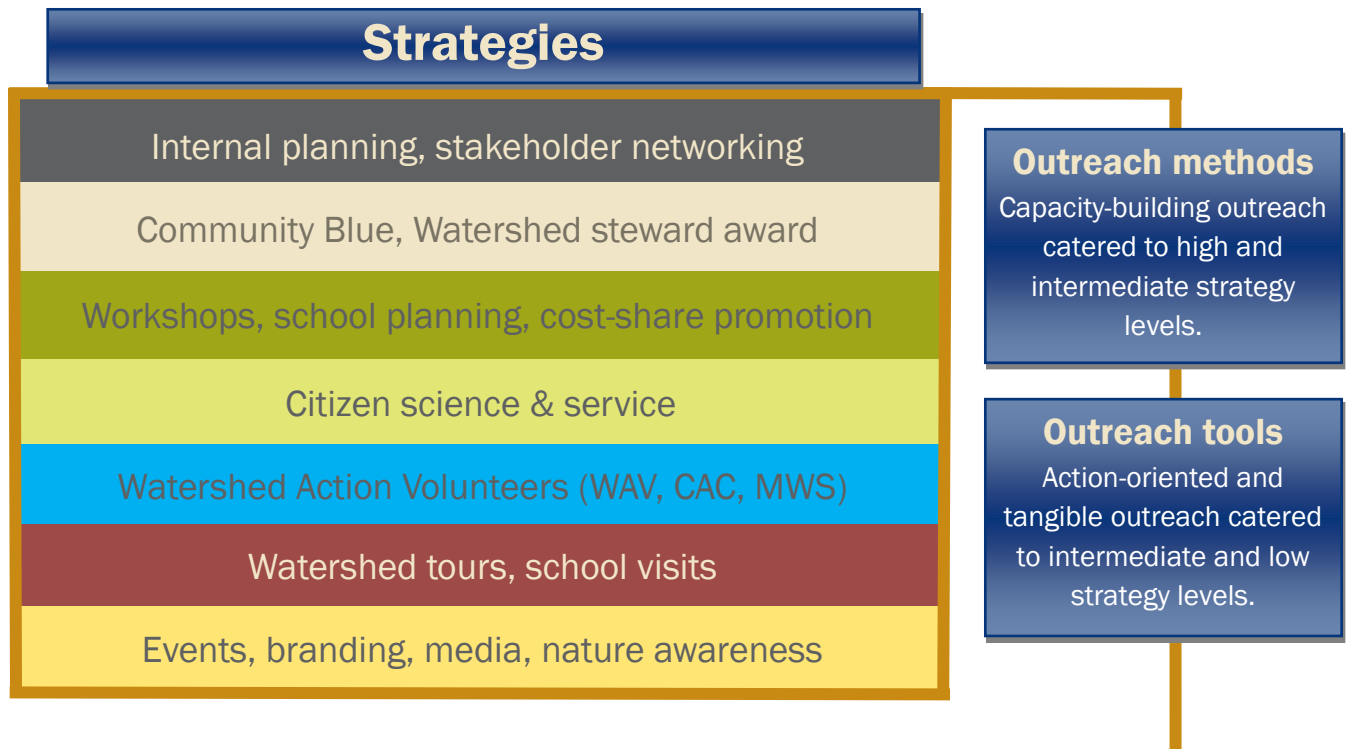 Strategies
Internal planning, stakeholder networking
Community Blue, Watershed steward award
Workshops, school planning, cost-share promotion
Citizen science & service
Watershed Action Volunteers (WAV, CAC, MWS)
Watershed tours, school visits
Events, branding, media, nature awareness
Outreach methods
Capacity-building outreach
catered to high and
intermediate strategy
levels.
Outreach tools
Action-oriented and
tangible outreach catered
to intermediate and low
strategy levels.